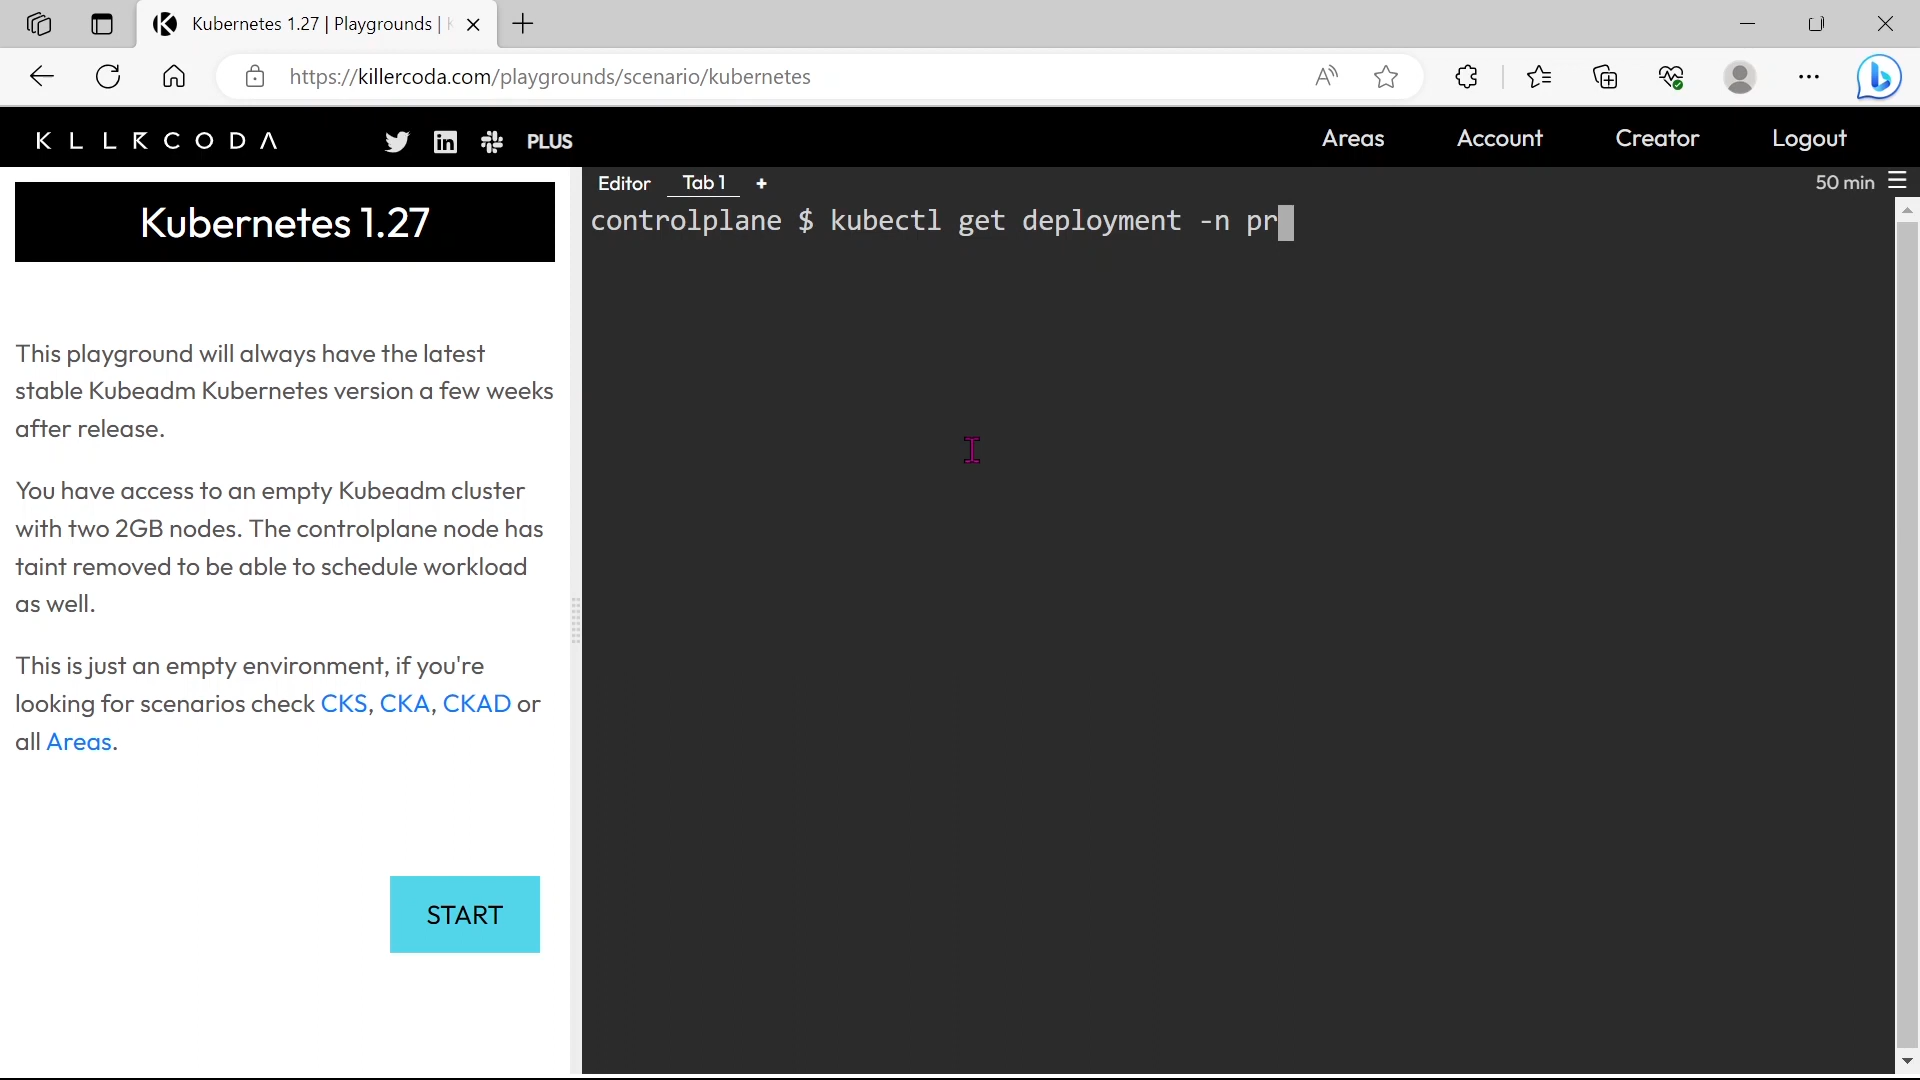 Kubernetes 1.27 | Playgrounds |
https://killercoda.com/playgrounds/scenario/kubernetes
KLLRCODA PLUS Areas Account Creator Logout
Editor Tab 1 + 50 min
controlplane $ kubectl get deployment -n pr
Kubernetes 1.27
This playground will always have the latest
stable Kubeadm Kubernetes version a few weeks
after release.
You have access to an empty Kubeadm cluster
with two 2GB nodes. The controlplane node has
taint removed to be able to schedule workload
as well.
This is just an empty environment, if you're
looking for scenarios check CKS, CKA, CKAD or
all Areas.
START